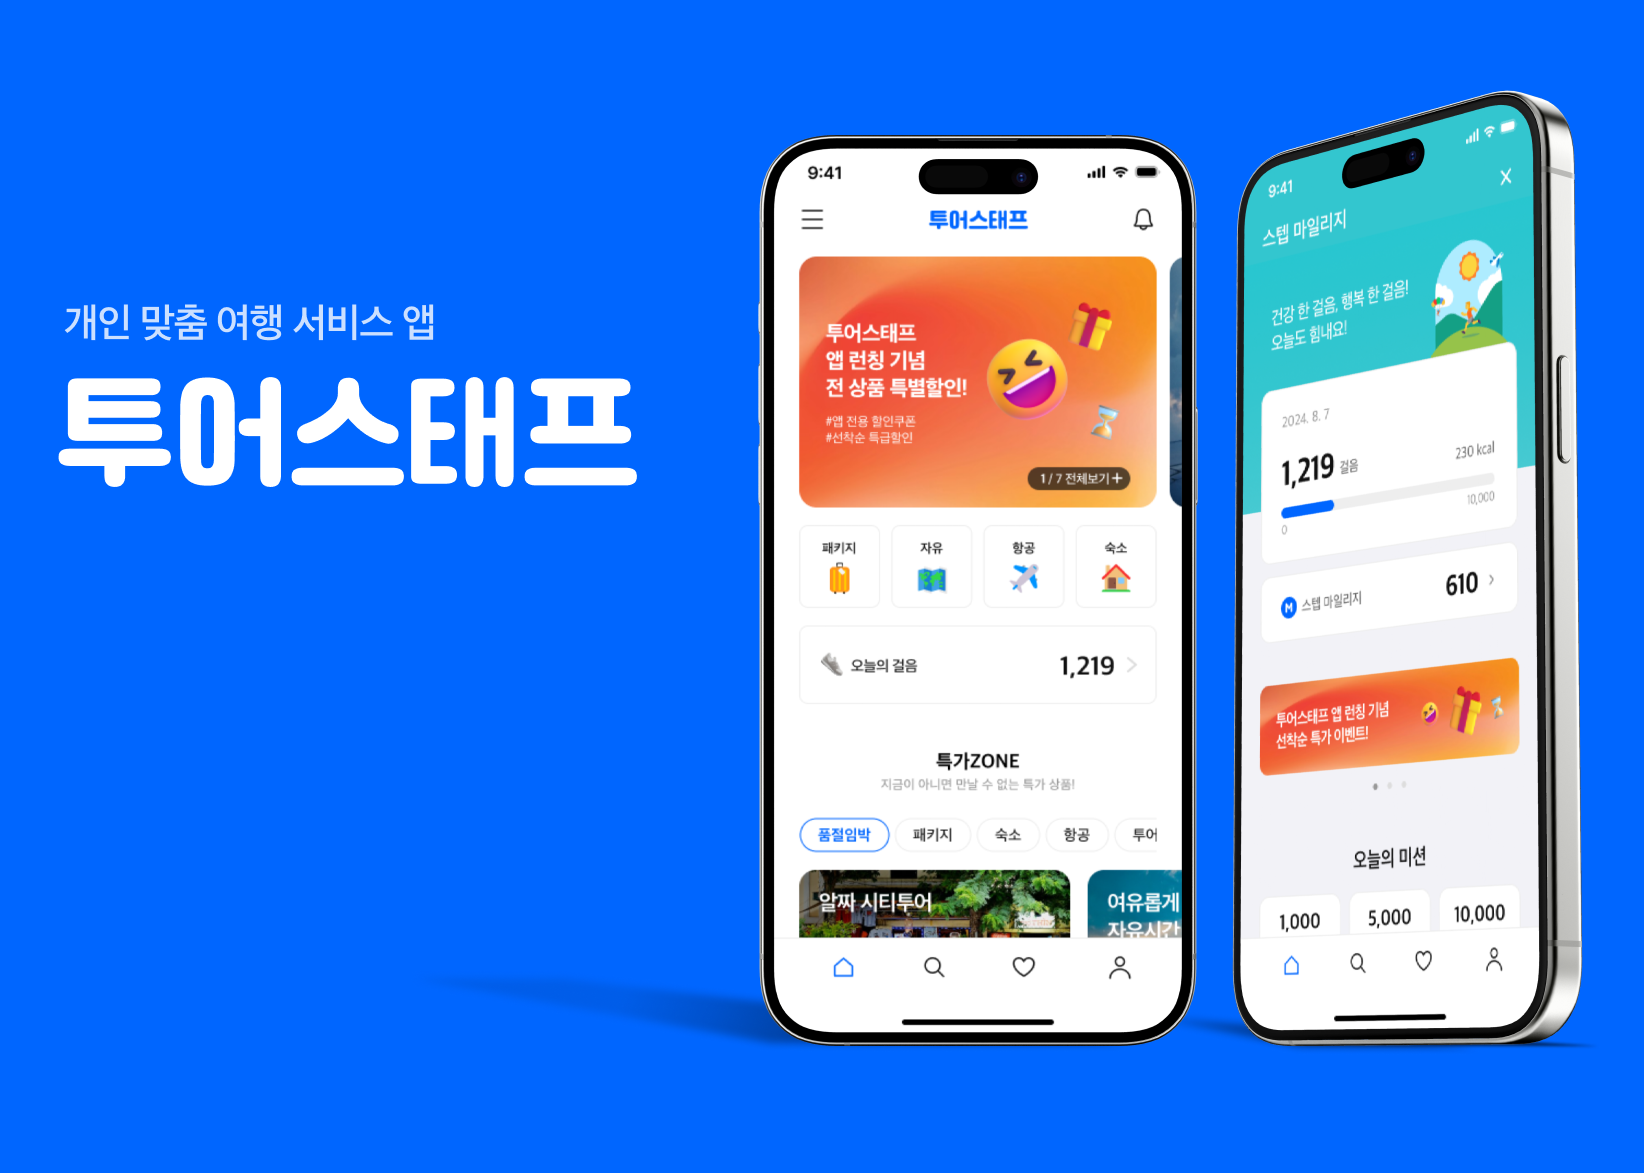 개인 맞춤 여행 서비스 앱
투어스태프
9:41
투어스태프
투어스태프
앱 런칭 기념
전 상품 특별할인!
#앱 전용 할인쿠폰
#선착순 특급할인
1 / 7 전체보기 +
패키지
자유
항공
숙소
오늘의 걸음
1,219
특가ZONE
지금이 아니면 만날 수 없는 특가 상품!
품절임박
패키지
숙소
항공
투어
알짜 시티투어
여유롭게
자유시간
9:41
스텝 마일리지
건강 한 걸음, 행복 한 걸음!
오늘도 힘내요!
2024. 8. 7
1,219 걸음
230 kcal
0
10,000
M 스텝 마일리지
610
투어스태프 앱 런칭 기념
선착순 특가 이벤트!
오늘의 미션
1,000
5,000
10,000